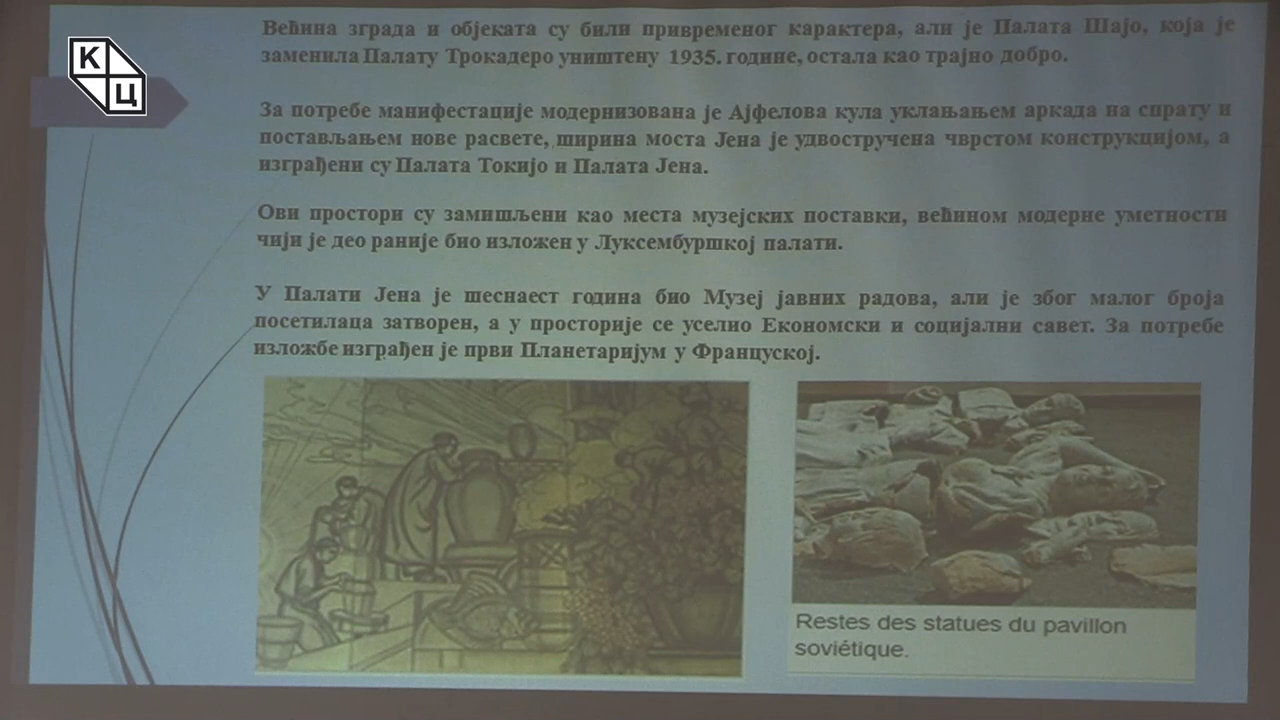 К
Ц
Већина зграда и објеката су били привременог карактера, али је Палата Шајо, која је
заменила Палату Трокадеро уништену 1935. године, остала као трајно добро.
За потребе манифестације модернизована је Ајфелова кула уклањањем аркада на спрату и
постављањем нове расвете, ширина моста Јена је удвостручена чврстом конструкцијом, а
изграђени су Палата Токијо и Палата Јена.
Ови простори су замишљени као места музејских поставки, већином модерне уметности
чији је део раније био изложен у Луксембуршкој палати.
У Палати Јена је шеснаест година био Музеј јавних радова, али је због малог броја
посетилаца затворен, а у просторије се уселио Економски и социјални савет. За потребе
изложбе изграђен је први Планетаријум у Француској.
Restes des statues du pavillon
soviétique.